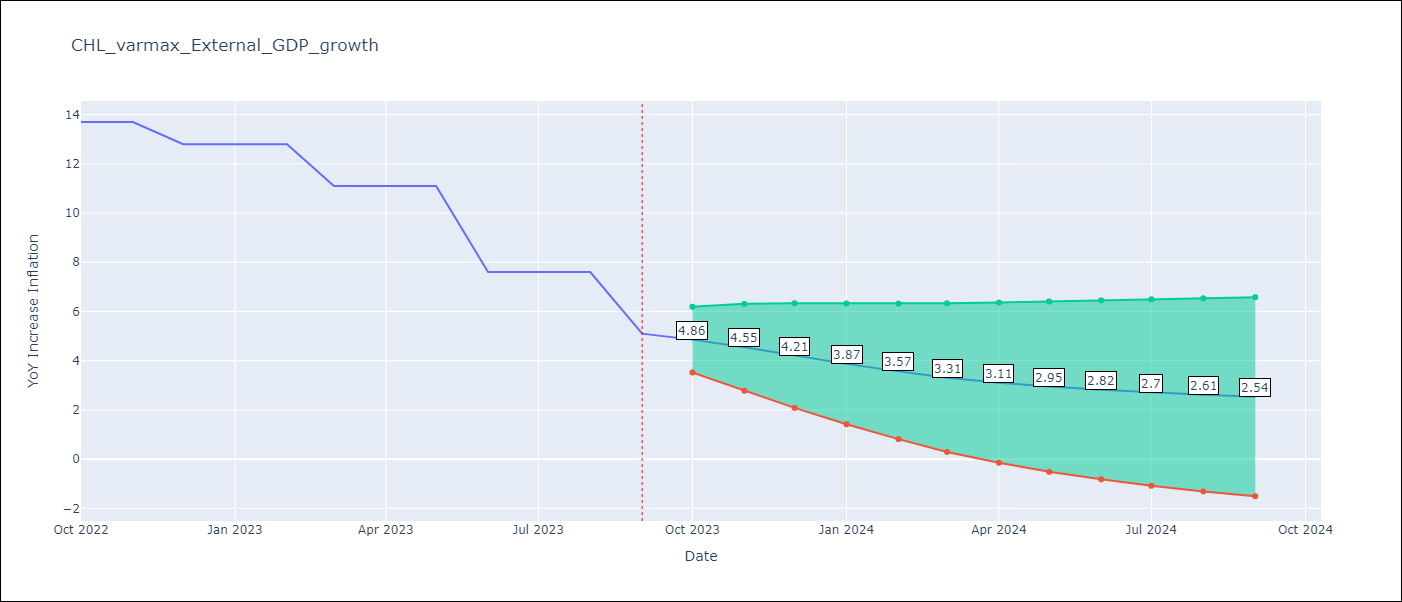 CHL_varmax_External_GDP_growth
14
12
10
8
6
4
2
0
−2
YoY Increase Inflation
4.86
4.55
4.21
3.87
3.57
3.31
3.11
2.95
2.82
2.7
2.61
2.54
Oct 2022
Jan 2023
Apr 2023
Jul 2023
Oct 2023
Jan 2024
Apr 2024
Jul 2024
Oct 2024
Date